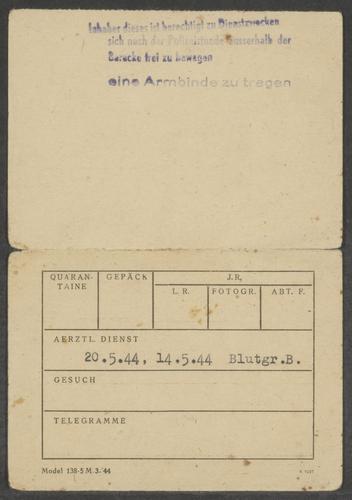 Inhaber dieses ist berechtigt zu Dienstzwecken
sich nach der Polizeistunde ausserhalb der
Baracke frei zu bewegen
eine Armbinde zu tragen
QUARAN-
TAINE
GEPÄCK
J.R.
L.R.
FOTOGR.
ABT. F.
AERZTL. DIENST
20.5.44, 14.5.44 Blutgr.B.
GESUCH
TELEGRAMME
Model 138-5 M.3-'44